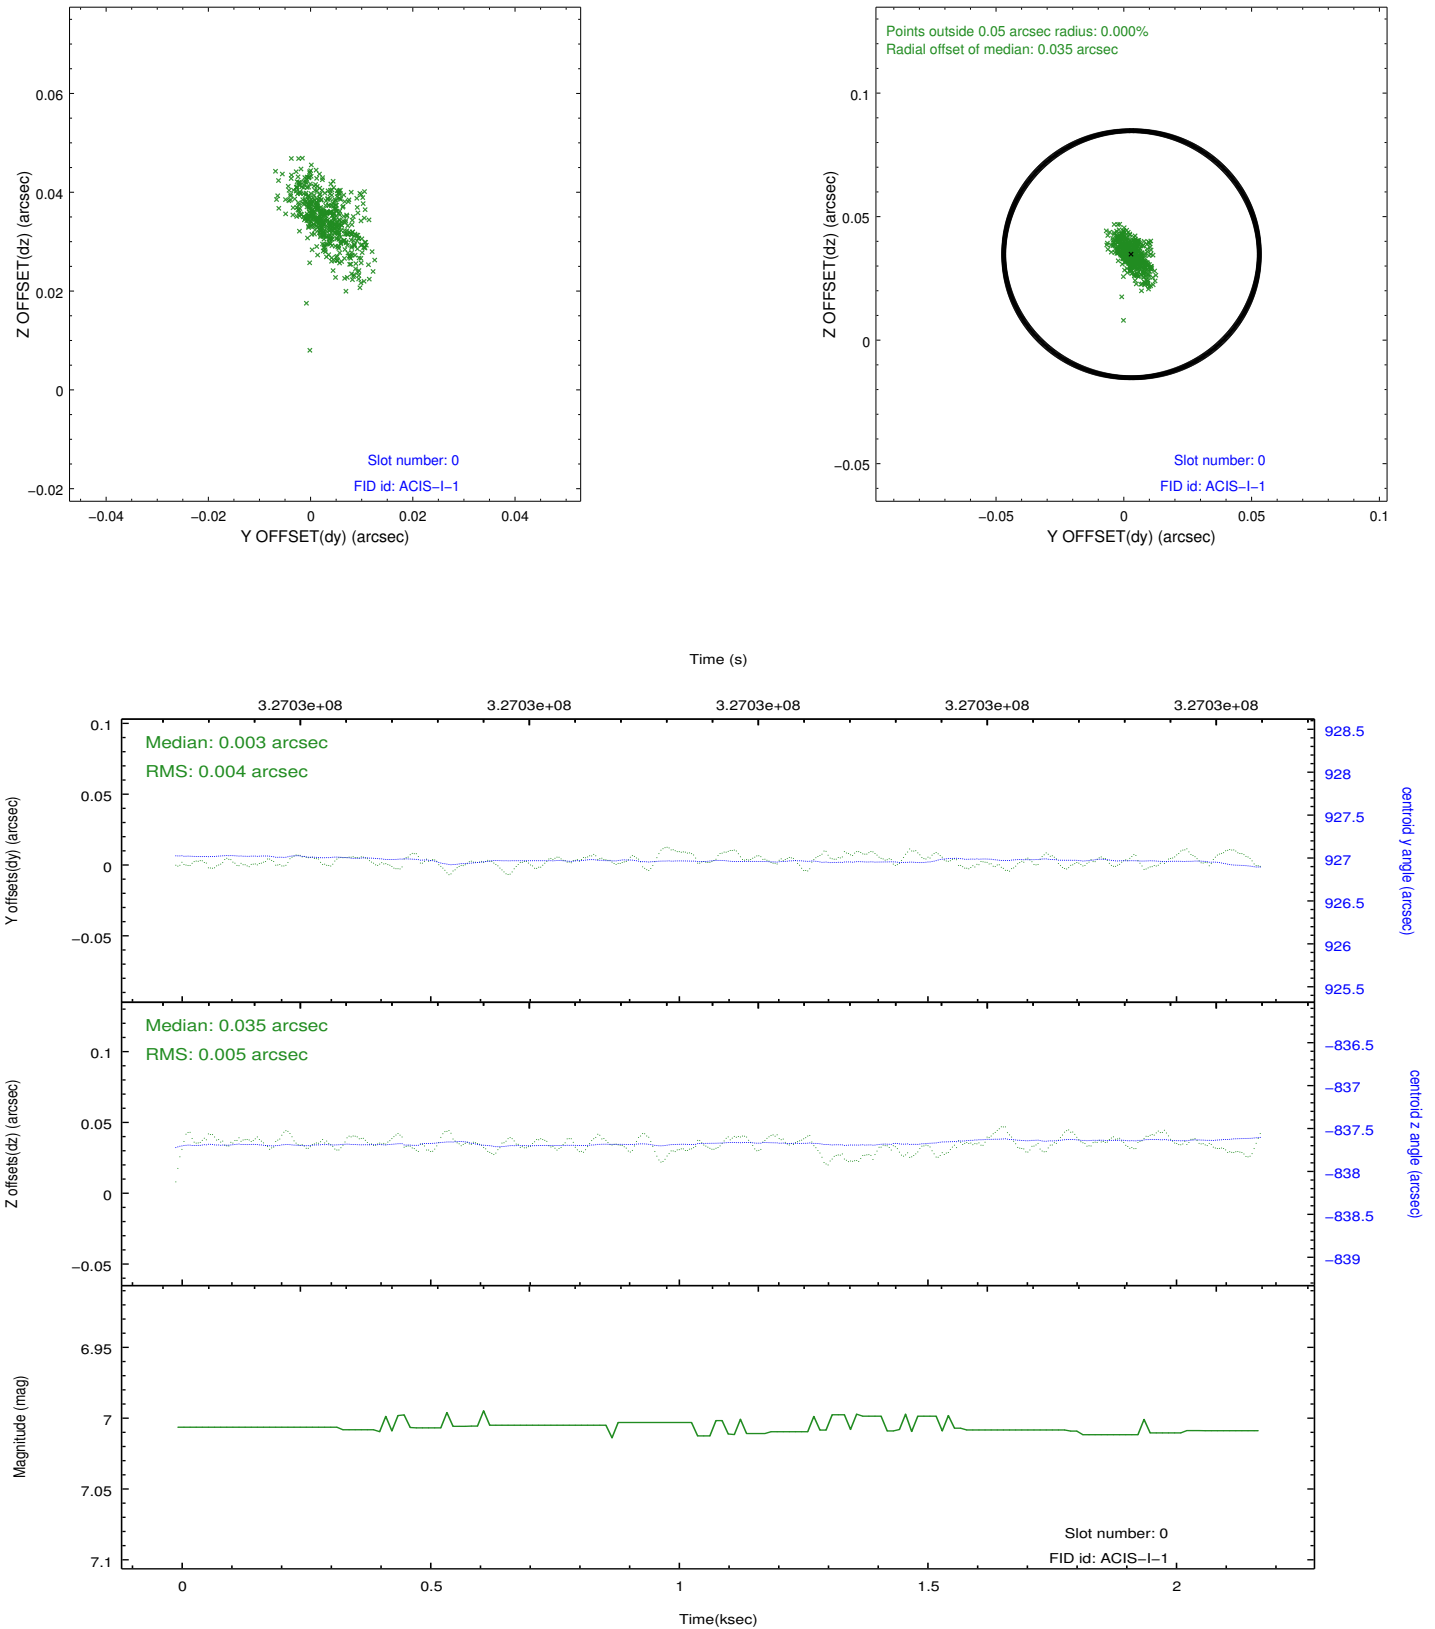 0.06
0.04
0.02
0
−0.02
−0.04
−0.02
0
0.02
0.04
Z OFFSET(dz) (arcsec)
Y OFFSET(dy) (arcsec)
Slot number: 0
FID id: ACIS−I−1
Points outside 0.05 arcsec radius: 0.000%
Radial offset of median: 0.035 arcsec
0.1
0.05
0
−0.05
−0.05
0
0.05
0.1
Z OFFSET(dz) (arcsec)
Y OFFSET(dy) (arcsec)
Slot number: 0
FID id: ACIS−I−1
Time (s)
3.2703e+08
3.2703e+08
3.2703e+08
3.2703e+08
3.2703e+08
Median: 0.003 arcsec
RMS: 0.004 arcsec
0.1
0.05
0
−0.05
Y offsets(dy) (arcsec)
928.5
928
927.5
927
926.5
926
925.5
centroid y angle (arcsec)
Median: 0.035 arcsec
RMS: 0.005 arcsec
0.1
0.05
0
−0.05
Z offsets(dz) (arcsec)
−836.5
−837
−837.5
−838
−838.5
−839
centroid z angle (arcsec)
6.95
7
7.05
7.1
Magnitude (mag)
Slot number: 0
FID id: ACIS−I−1
0
0.5
1
1.5
2
Time(ksec)